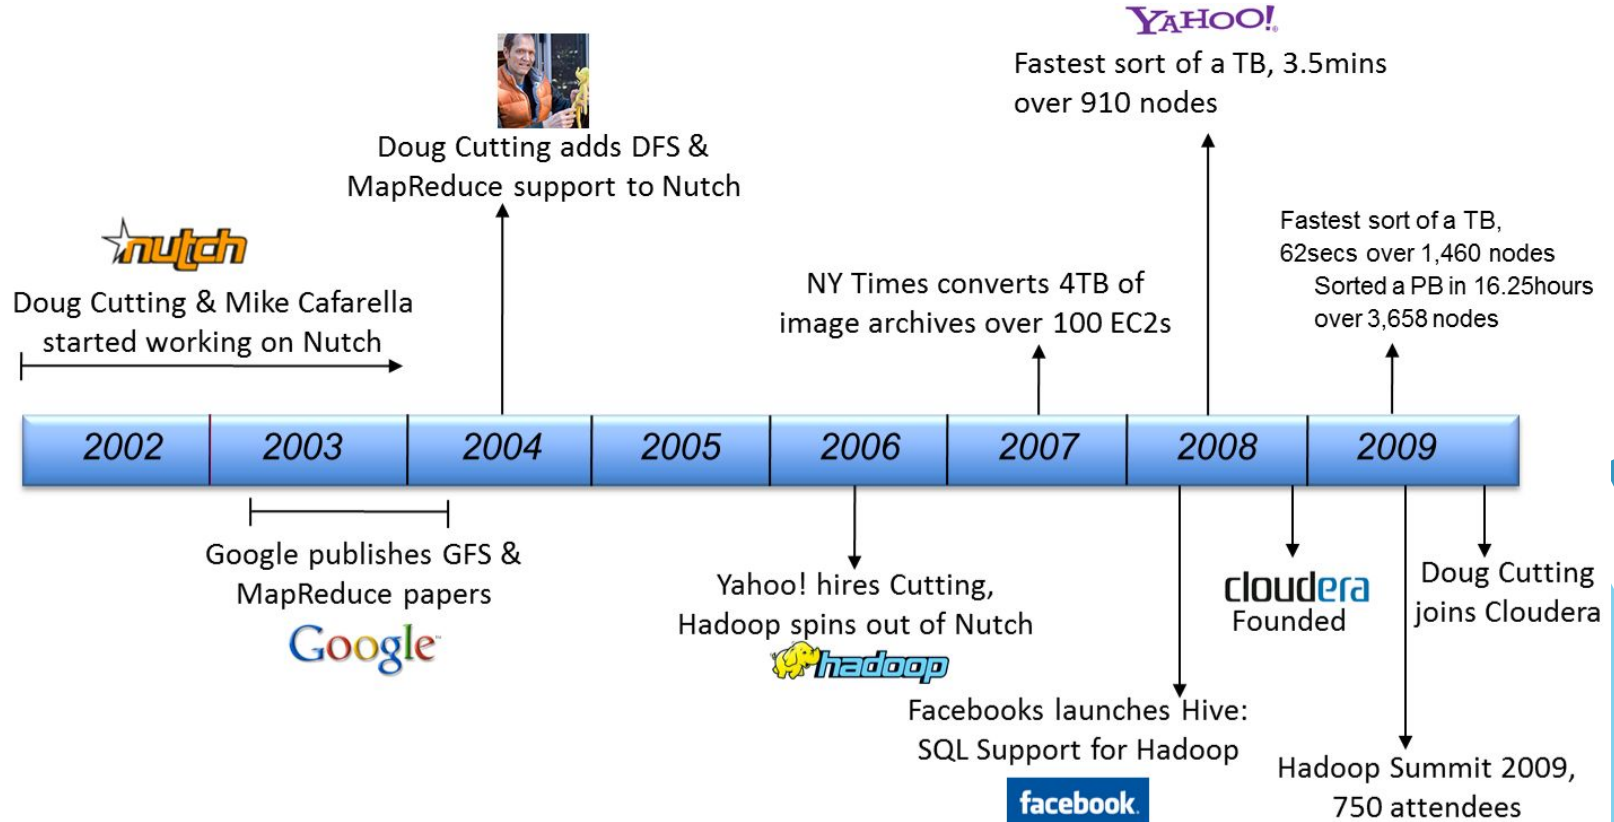 YAHOO!
Fastest sort of a TB, 3.5mins
over 910 nodes
Doug Cutting adds DFS &
MapReduce support to Nutch
Fastest sort of a TB,
62secs over 1,460 nodes
Sorted a PB in 16.25hours
over 3,658 nodes
nutch
Doug Cutting & Mike Cafarella
started working on Nutch
NY Times converts 4TB of
image archives over 100 EC2s
2002 2003 2004 2005 2006 2007 2008 2009
Google publishes GFS &
MapReduce papers
Google
Yahoo! hires Cutting,
Hadoop spins out of Nutch
hadoop
cloudera
Founded
Doug Cutting
joins Cloudera
Facebooks launches Hive:
SQL Support for Hadoop
facebook.
Hadoop Summit 2009,
750 attendees